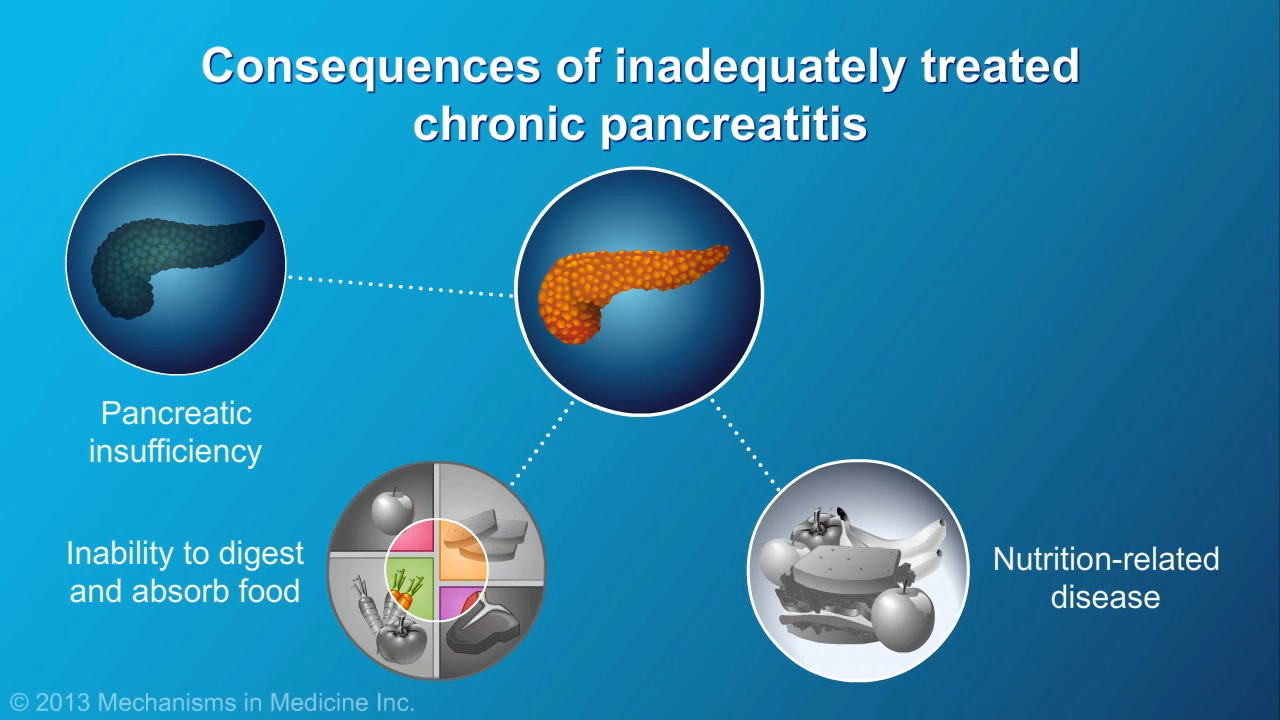 Consequences of inadequately treated
chronic pancreatitis
Pancreatic
insufficiency
Inability to digest
and absorb food
Nutrition-related
disease
© 2013 Mechanisms in Medicine Inc.